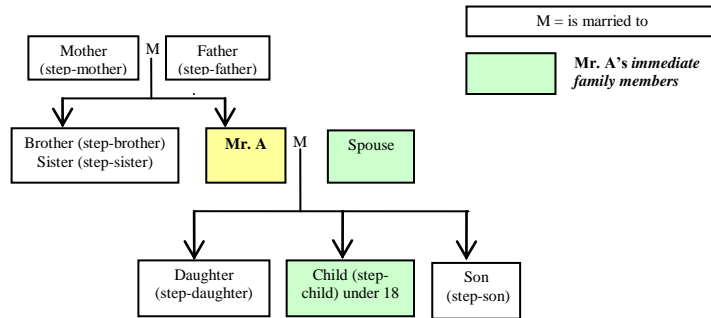 M = is married to
Mother
(step-mother)
M
Father
(step-father)
Mr. A's immediate
family members
Brother (step-brother)
Sister (step-sister)
Mr. A
M
Spouse
Daughter
(step-daughter)
Child (step-
child) under 18
Son
(step-son)